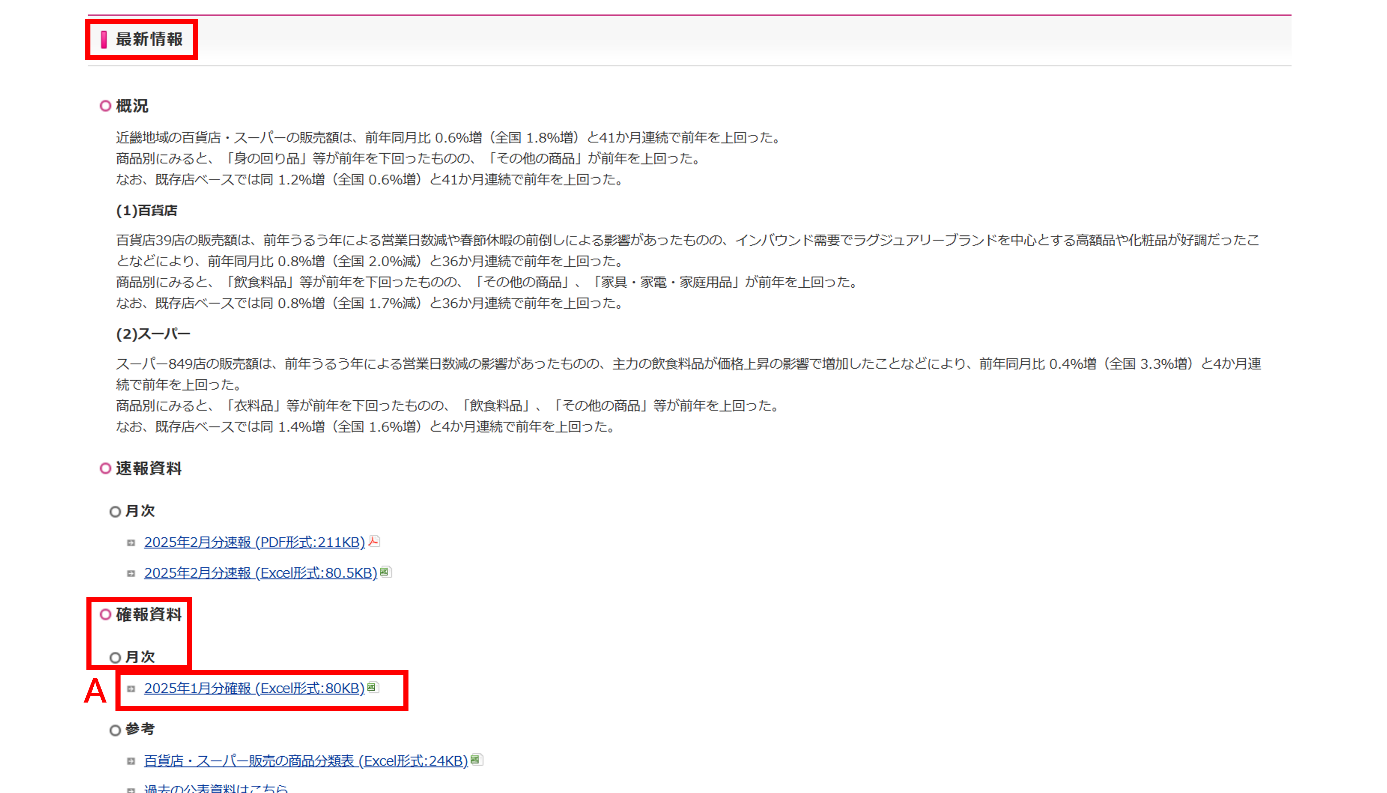 最新情報
概況
近畿地域の百貨店・スーパーの販売額は、前年同月比 0.6%増（全国 1.8%増）と41か月連続で前年を上回った。
商品別にみると、「身の回り品」等が前年を下回ったものの、「その他の商品」が前年を上回った。
なお、既存店ベースでは同 1.2%増（全国 0.6%増）と41か月連続で前年を上回った。
(1)百貨店
百貨店39店の販売額は、前年うるう年による営業日数減や春節休暇の前倒しによる影響があったものの、インバウンド需要でラグジュアリーブランドを中心とする高額品や化粧品が好調だったこ
となどにより、前年同月比 0.8%増（全国 2.0%減）と36か月連続で前年を上回った。
商品別にみると、「飲食料品」等が前年を下回ったものの、「その他の商品」、「家具・家電・家庭用品」が前年を上回った。
なお、既存店ベースでは同 0.8%増（全国 1.7%減）と36か月連続で前年を上回った。
(2)スーパー
スーパー849店の販売額は、前年うるう年による営業日数減の影響があったものの、主力の飲食料品が価格上昇の影響で増加したことなどにより、前年同月比 0.4%増（全国 3.3%増）と4か月連
続で前年を上回った。
商品別にみると、「衣料品」等が前年を下回ったものの、「飲食料品」、「その他の商品」等が前年を上回った。
なお、既存店ベースでは同 1.4%増（全国 1.6%増）と4か月連続で前年を上回った。
速報資料
月次
2025年2月分速報 (PDF形式:211KB)
2025年2月分速報 (Excel形式:80.5KB)
確報資料
月次
A
2025年1月分確報 (Excel形式:80KB)
参考
百貨店・スーパー販売の商品分類表 (Excel形式:24KB)
過去の公表資料はこちら